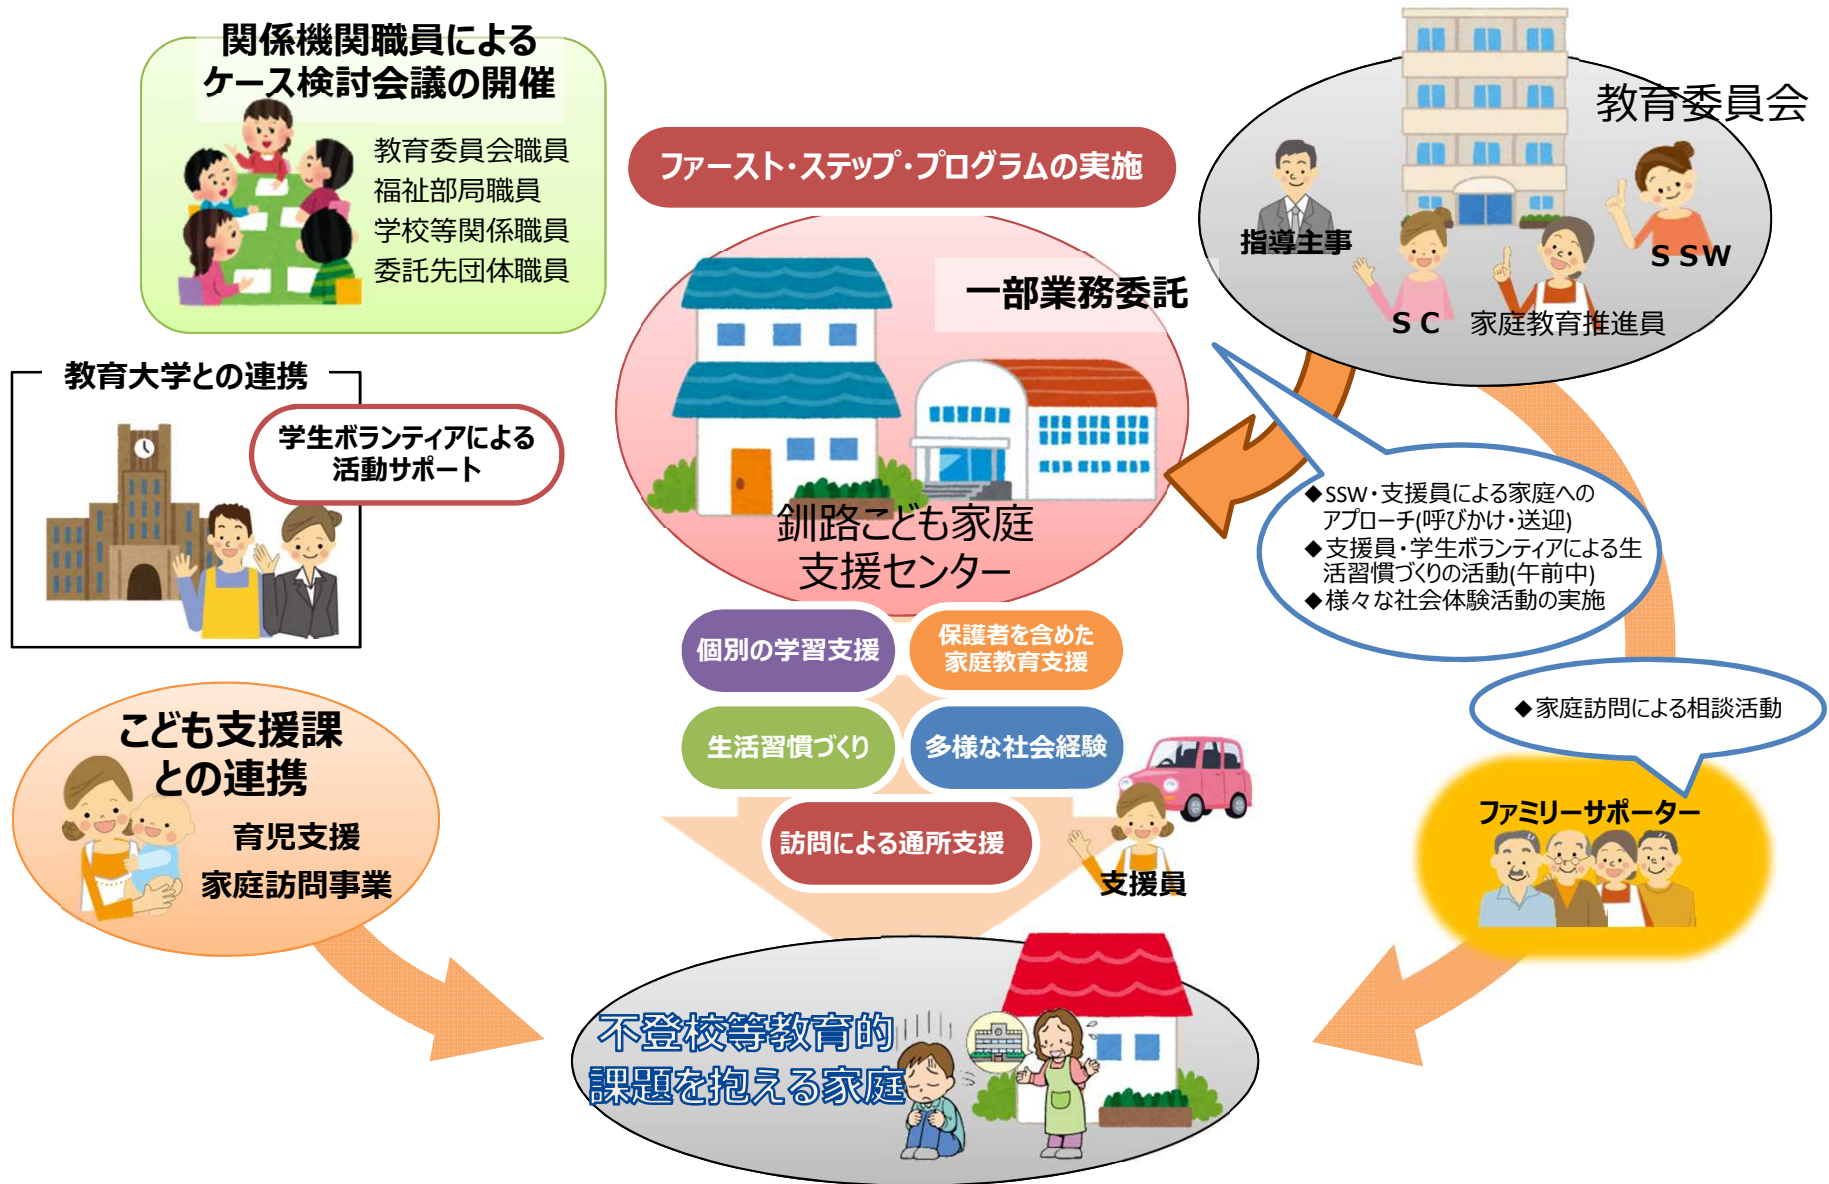 関係機関職員による
ケース検討会議の開催
教育委員会職員
福祉部局職員
学校等関係職員
委託先団体職員
ファースト・ステップ・プログラムの実施
教育委員会
指導主事
ＳＳＷ
ＳＣ
家庭教育推進員
一部業務委託
釧路こども家庭
支援センター
教育大学との連携
学生ボランティアによる
活動サポート
◆SSW・支援員による家庭への
アプローチ(呼びかけ・送迎)
◆支援員・学生ボランティアによる生
活習慣づくりの活動(午前中)
◆様々な社会体験活動の実施
個別の学習支援
保護者を含めた
家庭教育支援
生活習慣づくり
多様な社会経験
訪問による通所支援
支援員
◆家庭訪問による相談活動
ファミリーサポーター
こども支援課
との連携
育児支援
家庭訪問事業
不登校等教育的
課題を抱える家庭